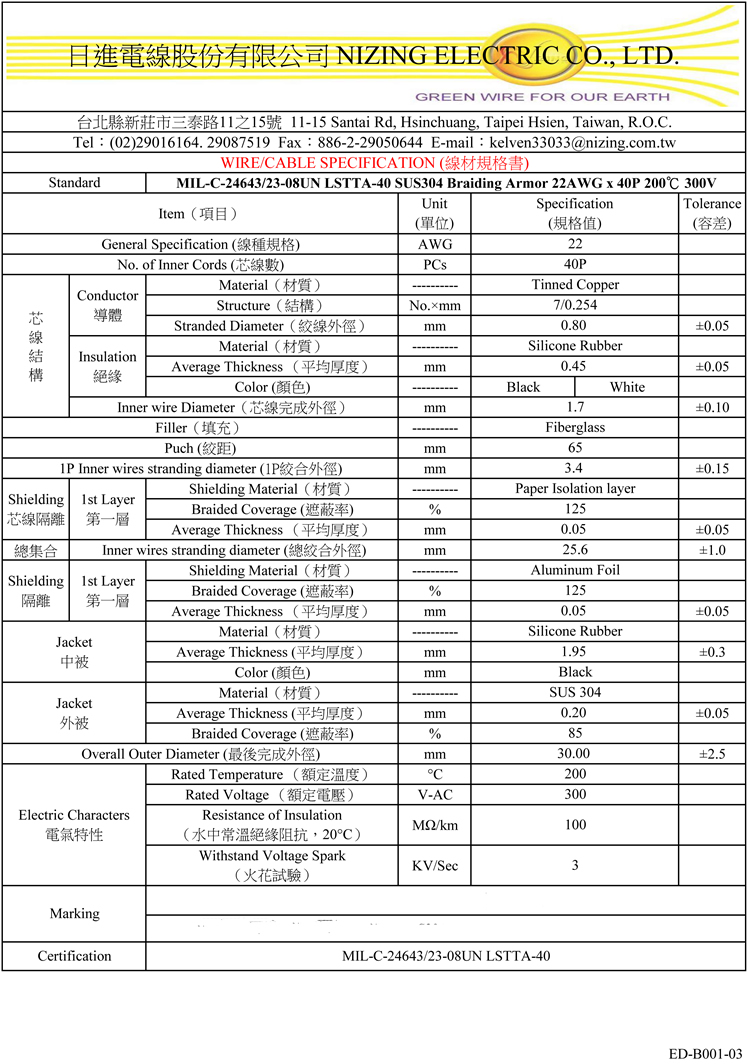 日進電線股份有限公司 NIZING ELECTRIC CO., LTD.
GREEN WIRE FOR OUR EARTH
台北縣新莊市三泰路11之15號 11-15 Santai Rd, Hsinchuang, Taipei Hsien, Taiwan, R.O.C.
Tel：(02)29016164. 29087519 Fax：886-2-29050644 E-mail：kelven33033@nizing.com.tw
WIRE/CABLE SPECIFICATION (線材規格書)
Standard MIL-C-24643/23-08UN LSTTA-40 SUS304 Braiding Armor 22AWG x 40P 200℃ 300V
Item（項目） Unit (單位) Specification (規格值) Tolerance (容差)
General Specification (線種規格) AWG 22
No. of Inner Cords (芯線數) PCs 40P
芯線結構
Conductor 導體
Material（材質） ---------- Tinned Copper
Structure（結構） No.×mm 7/0.254
Stranded Diameter（絞線外徑） mm 0.80 ±0.05
Insulation 絕緣
Material（材質） ---------- Silicone Rubber
Average Thickness（平均厚度） mm 0.45 ±0.05
Color (顏色) ---------- Black White
Inner wire Diameter（芯線完成外徑） mm 1.7 ±0.10
Filler（填充） ---------- Fiberglass
Puch (絞距) mm 65
1P Inner wires stranding diameter (1P絞合外徑) mm 3.4 ±0.15
Shielding 芯線隔離 1st Layer 第一層
Shielding Material（材質） ---------- Paper Isolation layer
Braided Coverage (遮蔽率) % 125
Average Thickness （平均厚度） mm 0.05 ±0.05
總集合 Inner wires stranding diameter (總絞合外徑) mm 25.6 ±1.0
Shielding 隔離 1st Layer 第一層
Shielding Material（材質） ---------- Aluminum Foil
Braided Coverage (遮蔽率) % 125
Average Thickness （平均厚度） mm 0.05 ±0.05
Jacket 中被
Material（材質） ---------- Silicone Rubber
Average Thickness (平均厚度） mm 1.95 ±0.3
Color (顏色) mm Black
Jacket 外被
Material（材質） ---------- SUS 304
Average Thickness (平均厚度） mm 0.20 ±0.05
Braided Coverage (遮蔽率) % 85
Overall Outer Diameter (最後完成外徑) mm 30.00 ±2.5
Electric Characters 電氣特性
Rated Temperature （額定溫度） °C 200
Rated Voltage （額定電壓） V-AC 300
Resistance of Insulation （水中常溫絕緣阻抗，20°C） MΩ/km 100
Withstand Voltage Spark （火花試驗） KV/Sec 3
Marking
Certification MIL-C-24643/23-08UN LSTTA-40
ED-B001-03